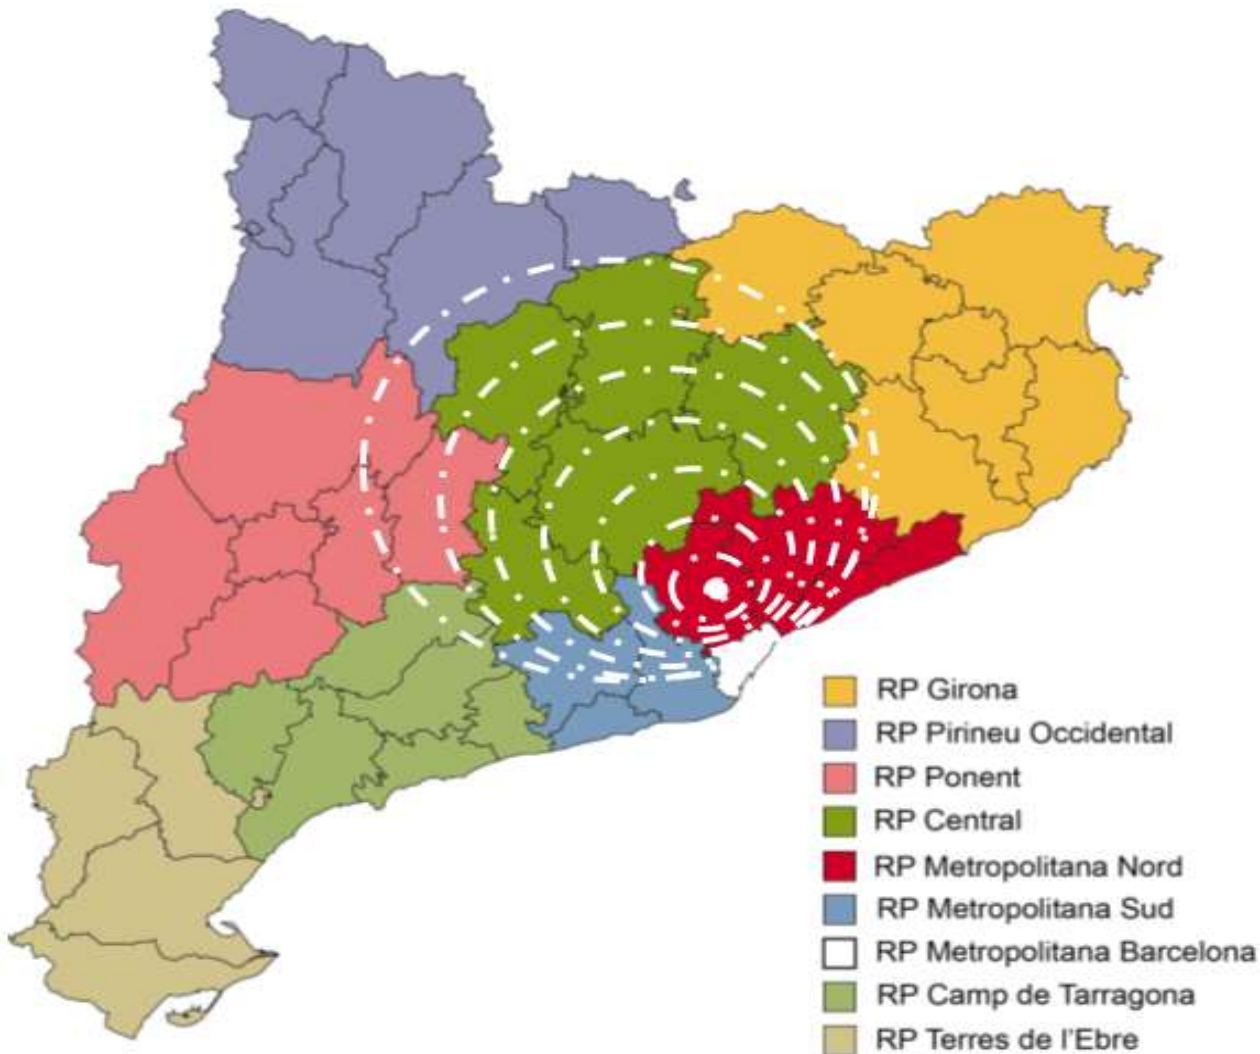 RP Girona
RP Pirineu Occidental
RP Ponent
RP Central
RP Metropolitana Nord
RP Metropolitana Sud
RP Metropolitana Barcelona
RP Camp de Tarragona
RP Terres de l'Ebre